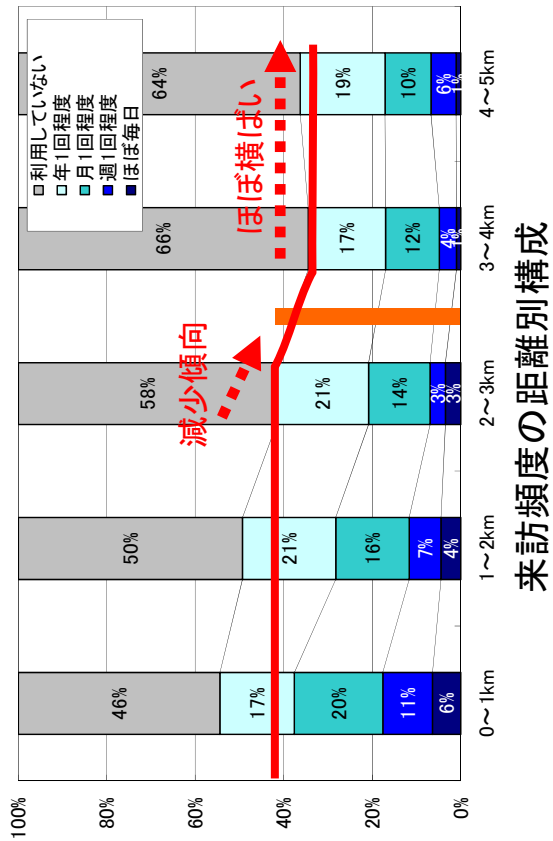 100%
80%
60%
40%
20%
0%
利用していない
年1回程度
月1回程度
週1回程度
ほぼ毎日
減少傾向
ほぼ横ばい
46%
17%
20%
11%
6%
50%
21%
16%
7%
4%
58%
21%
14%
3%
3%
66%
17%
12%
4%
1%
64%
19%
10%
6%
1%
0～1km
1～2km
2～3km
3～4km
4～5km
来訪頻度の距離別構成